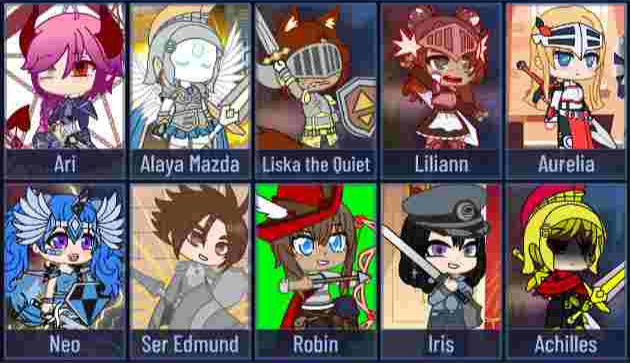 Ari
Alaya Mazda
Liska the Quiet
Liliann
Aurelia
Neo
Ser Edmund
Robin
Iris
Achilles